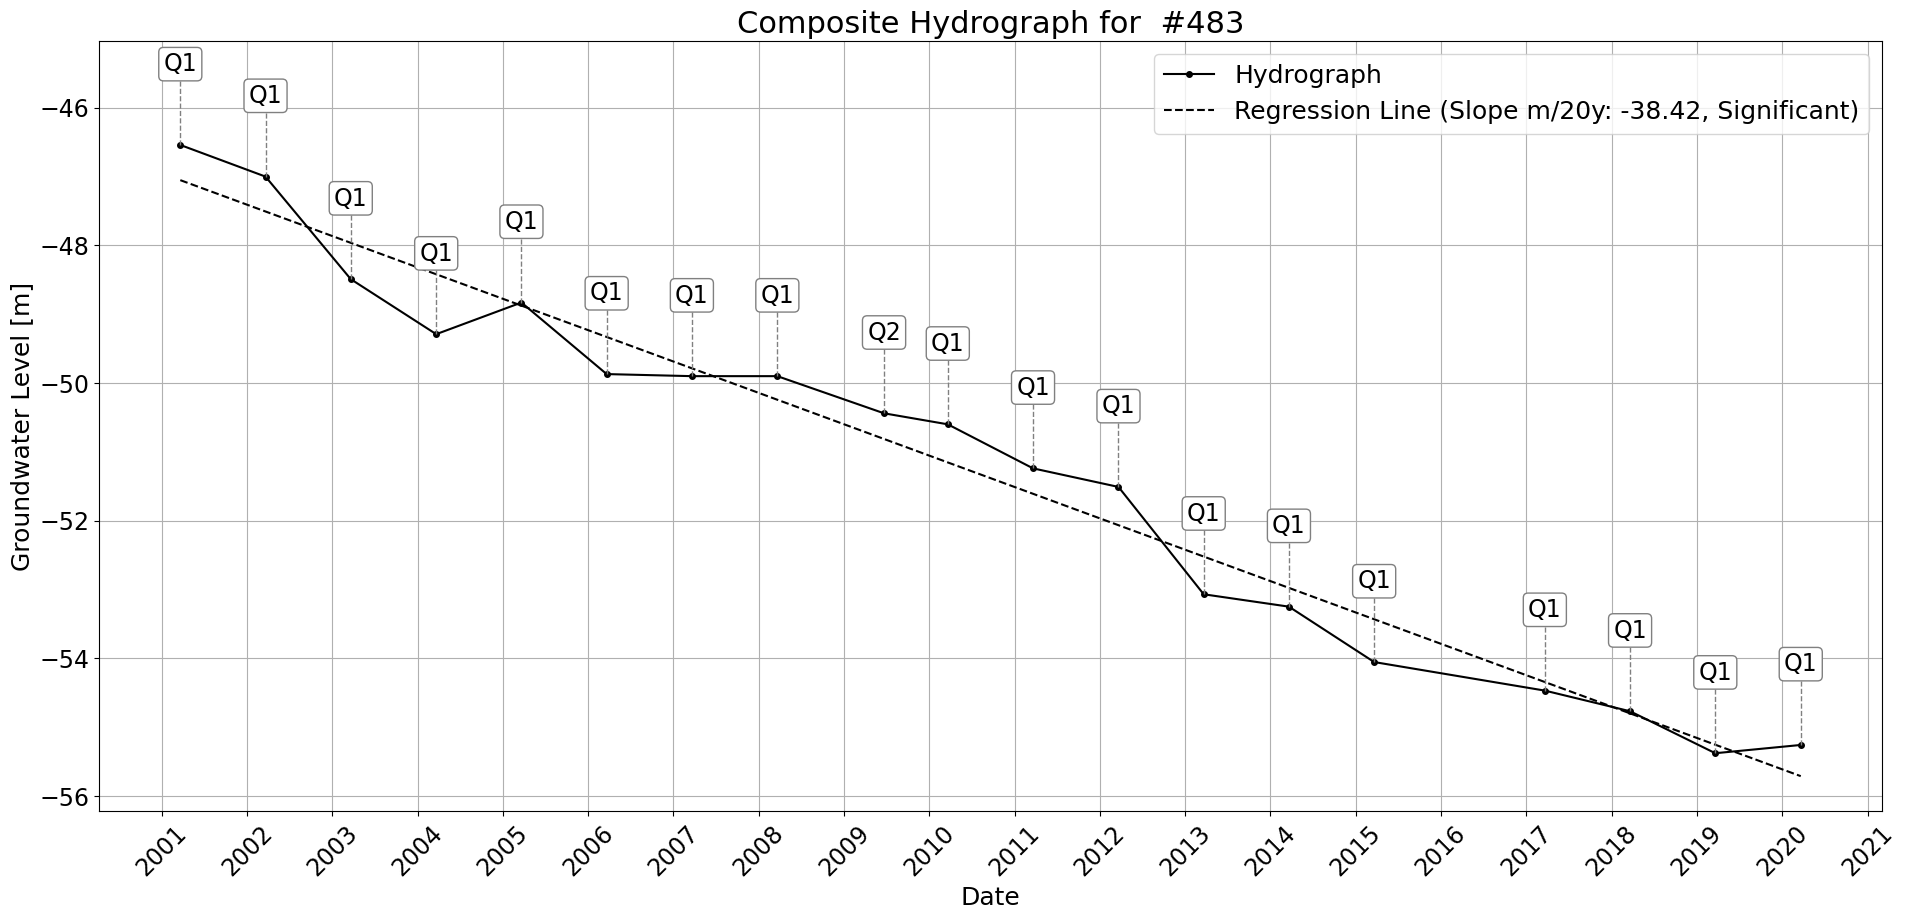 Composite Hydrograph for  #483
Hydrograph
Regression Line (Slope m/20y: -38.42, Significant)
Q1
Q1
Q1
Q1
Q1
Q1
Q1
Q1
Q2
Q1
Q1
Q1
Q1
Q1
Q1
Q1
Q1
Q1
Q1
Groundwater Level [m]
−46
−48
−50
−52
−54
−56
2001
2002
2003
2004
2005
2006
2007
2008
2009
2010
2011
2012
2013
2014
2015
2016
2017
2018
2019
2020
2021
Date